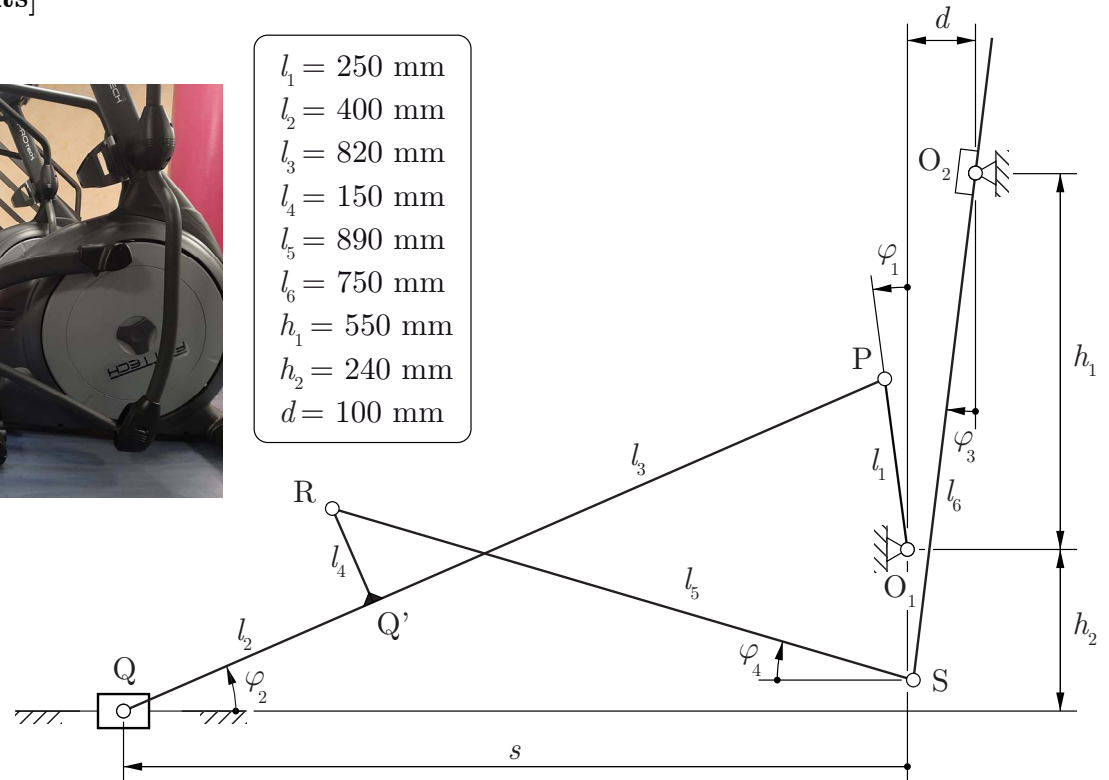 ts]
l₁ = 250 mm
l₂ = 400 mm
l₃ = 820 mm
l₄ = 150 mm
l₅ = 890 mm
l₆ = 750 mm
h₁ = 550 mm
h₂ = 240 mm
d = 100 mm
d
O₂
φ₁
P
h₁
φ₃
l₃
l₁
l₆
R
l₄
O₁
l₅
Q'
l₂
h₂
φ₄
Q
φ₂
S
s